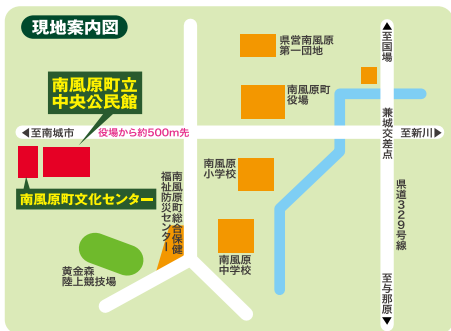 現地案内図
県営南風原
第一団地
▲至国場
南風原町立
中央公民館
南風原町
役場
兼城交差点
◀至南城市
役場から約500m先
至新川▶
南風原町文化センター
南風原
小学校
南風原町総合保健
福祉防災センター
県道329号線
黄金森
陸上競技場
南風原
中学校
至与那原▼